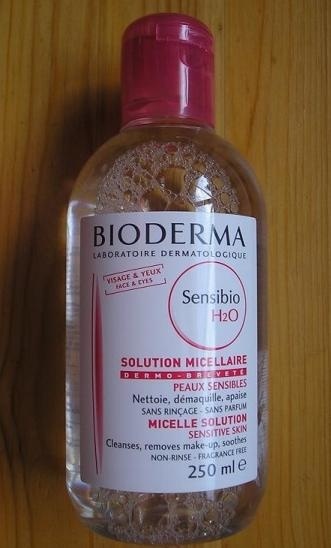 BIODERMA
LABORATOIRE DERMATOLOGIQUE
VISAGE & YEUX
FACE & EYES
Sensibio
H2O
SOLUTION MICELLAIRE
DERMO-BREVETÉ
PEAUX SENSIBLES
Nettoie, démaquille, apaise
SANS RINÇAGE - SANS PARFUM
MICELLE SOLUTION
SENSITIVE SKIN
Cleanses, removes make-up, soothes
NON-RINSE - FRAGRANCE FREE
250 ml e